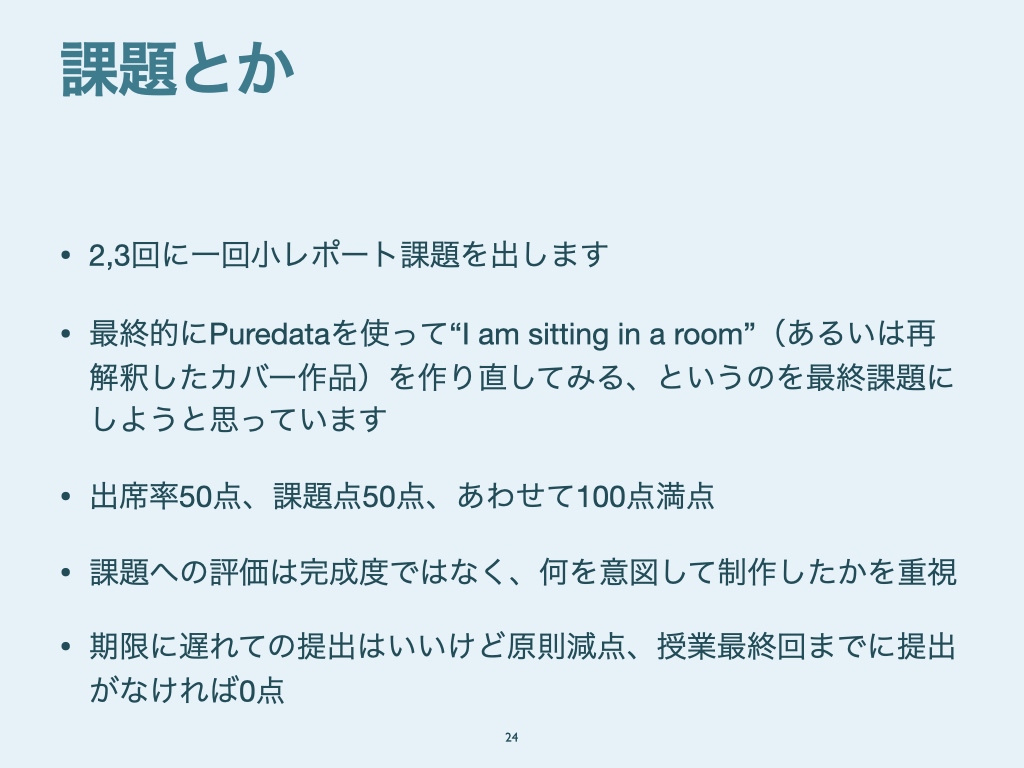 課題とか
• 2,3回に一回小レポート課題を出します
• 最終的にPuredataを使って“I am sitting in a room”（あるいは再
解釈したカバー作品）を作り直してみる、というのを最終課題に
しようと思っています
• 出席率50点、課題点50点、あわせて100点満点
• 課題への評価は完成度ではなく、何を意図して制作したかを重視
• 期限に遅れての提出はいいけど原則減点、授業最終回までに提出
がなければ0点
24